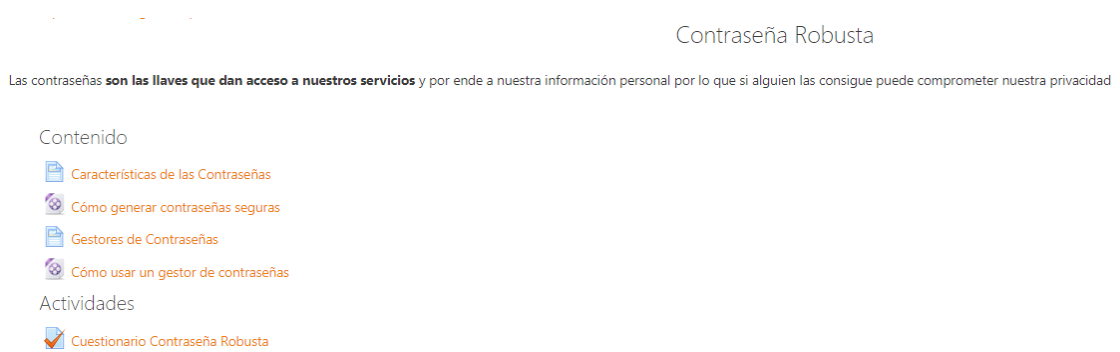 Contraseña Robusta
Las contraseñas son las llaves que dan acceso a nuestros servicios y por ende a nuestra información personal por lo que si alguien las consigue puede comprometer nuestra privacidad
Contenido
Características de las Contraseñas
Cómo generar contraseñas seguras
Gestores de Contraseñas
Cómo usar un gestor de contraseñas
Actividades
Cuestionario Contraseña Robusta